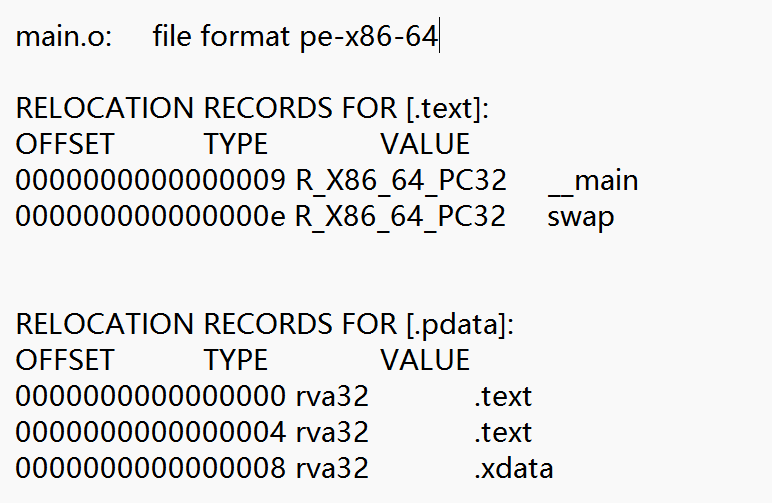 main.o:     file format pe-x86-64
RELOCATION RECORDS FOR [.text]:
OFFSET           TYPE              VALUE
0000000000000009 R_X86_64_PC32     __main
000000000000000e R_X86_64_PC32     swap
RELOCATION RECORDS FOR [.pdata]:
OFFSET           TYPE              VALUE
0000000000000000 rva32             .text
0000000000000004 rva32             .text
0000000000000008 rva32             .xdata